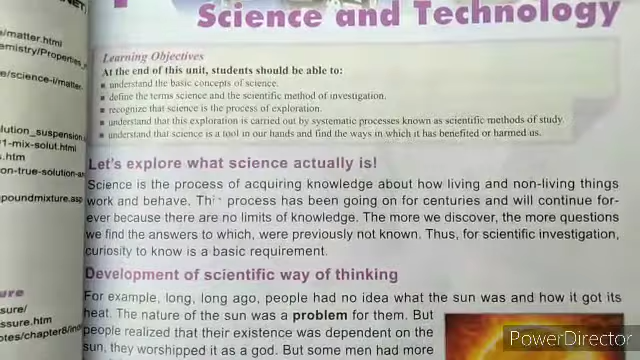 Science and Technology
/matter.html
emistry/Properties_
e/science-i/matter.
lution_suspension
1-mix-solut.html
s.htm
on-true-solution-an
poundmixture.asp
ure
sure/
ssure.htm
otes/chapter8/
Learning Objectives
At the end of this unit, students should be able to:
■ understand the basic concepts of science.
■ define the terms science and the scientific method of investigation.
■ recognize that science is the process of exploration.
■ understand that this exploration is carried out by systematic processes known as scientific methods of study.
■ understand that science is a tool in our hands and find the ways in which it has benefited or harmed us.
Let's explore what science actually is!
Science is the process of acquiring knowledge about how living and non-living things
work and behave. This process has been going on for centuries and will continue for-
ever because there are no limits of knowledge. The more we discover, the more questions
we find the answers to which, were previously not known. Thus, for scientific investigation,
curiosity to know is a basic requirement.
Development of scientific way of thinking
For example, long, long ago, people had no idea what the sun was and how it got its
heat. The nature of the sun was a problem for them. But
people realized that their existence was dependent on the
sun, they worshipped it as a god. But some men had more
PowerDirector